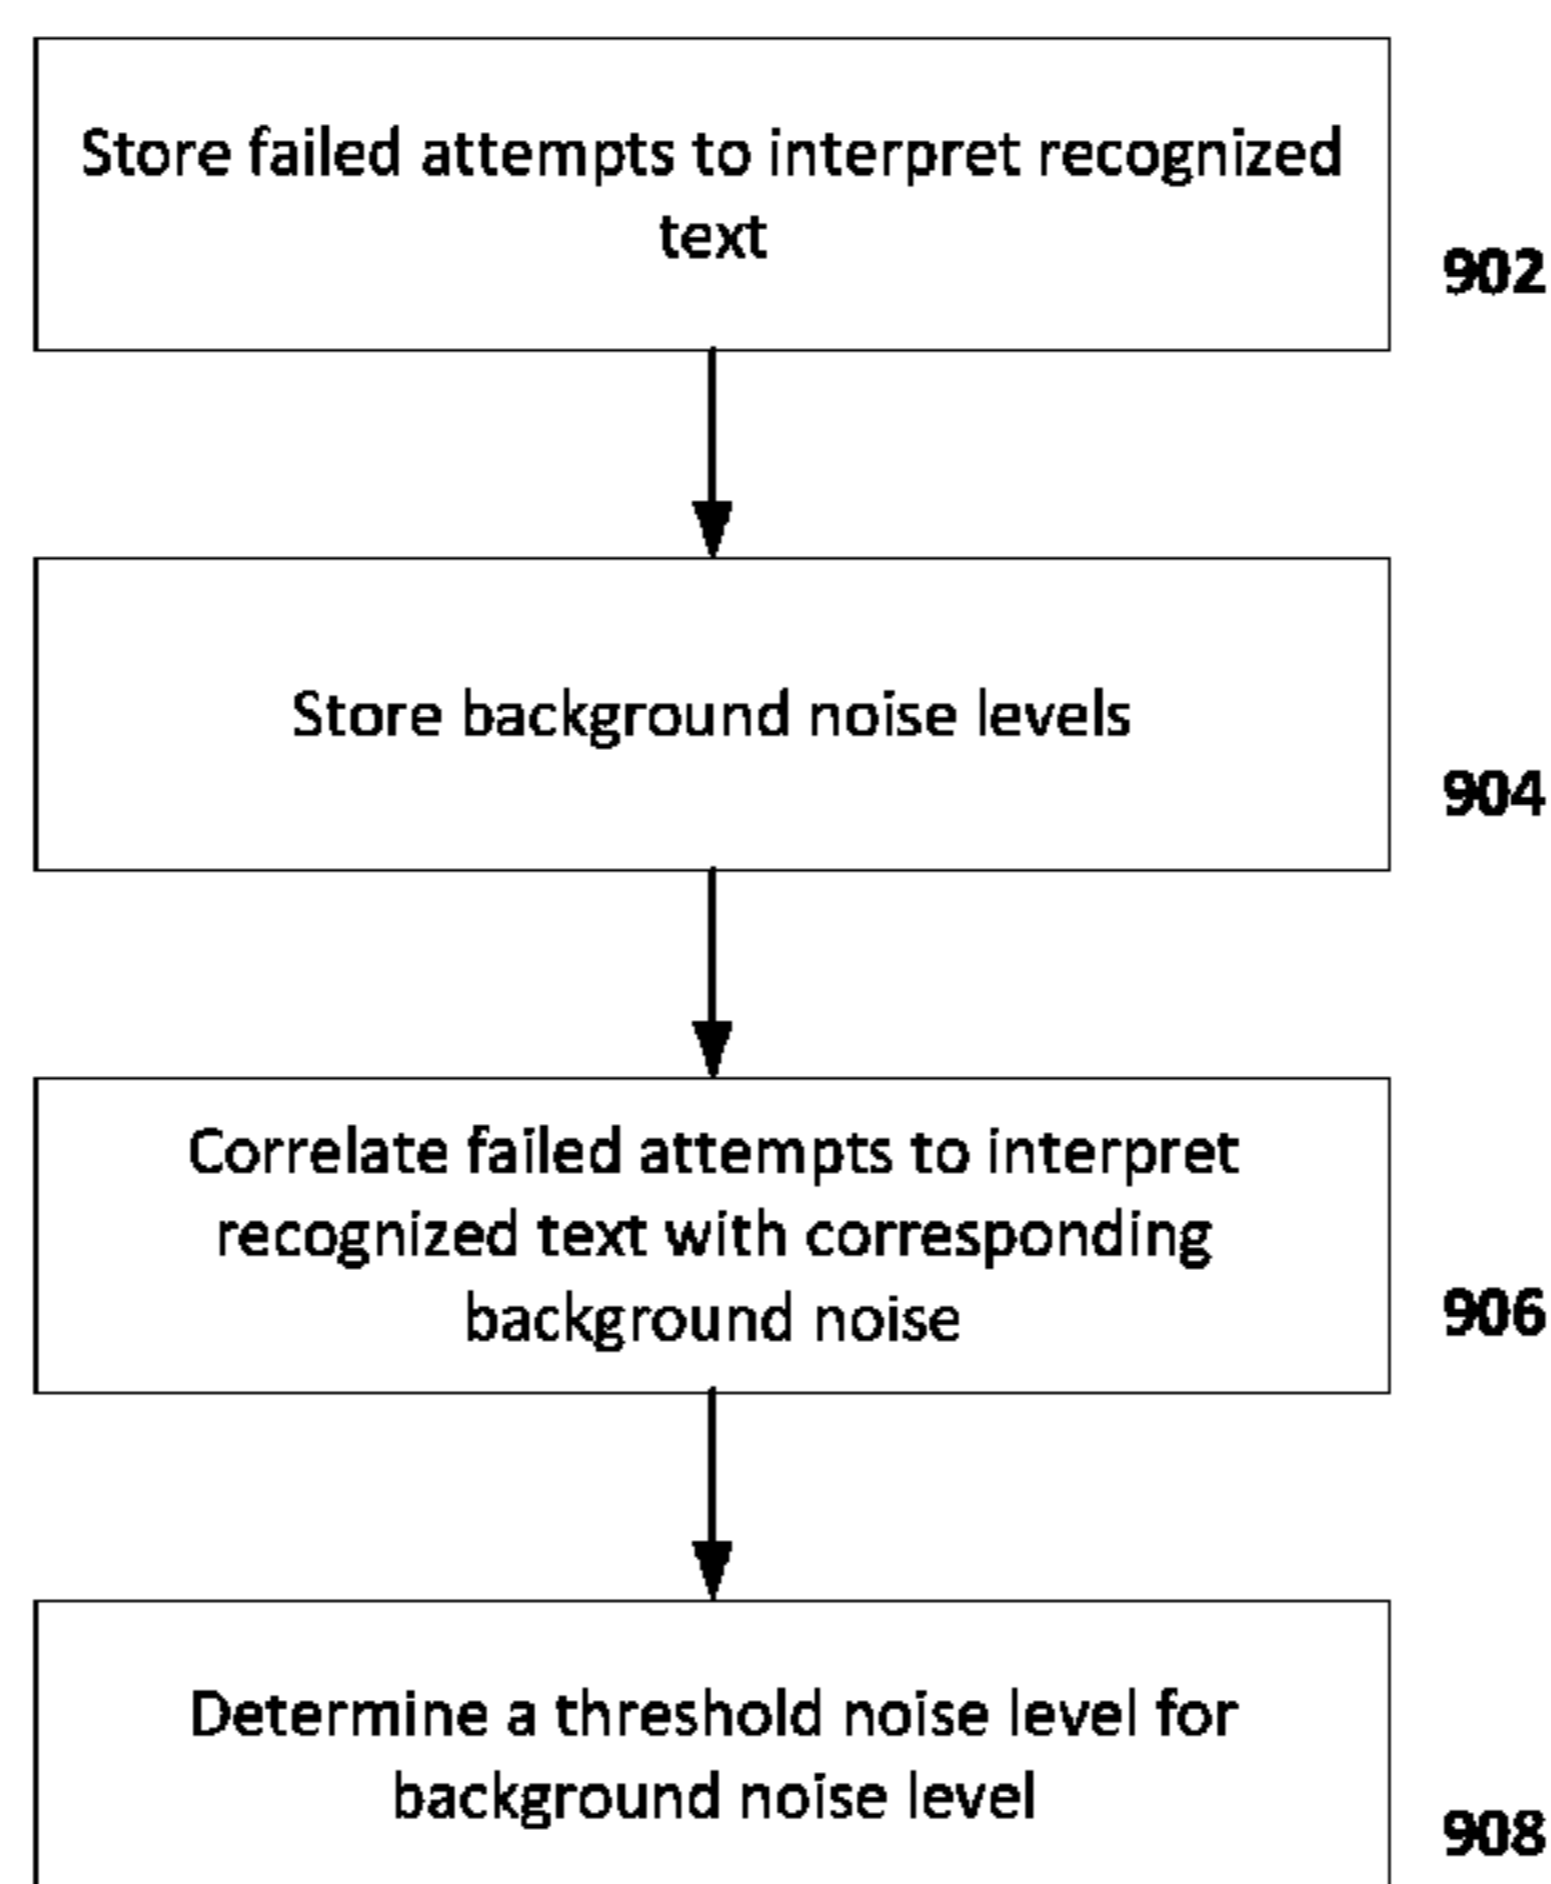 Store failed attempts to interpret recognized
text
902
Store background noise levels
904
Correlate failed attempts to interpret
recognized text with corresponding
background noise
906
Determine a threshold noise level for
background noise level
908